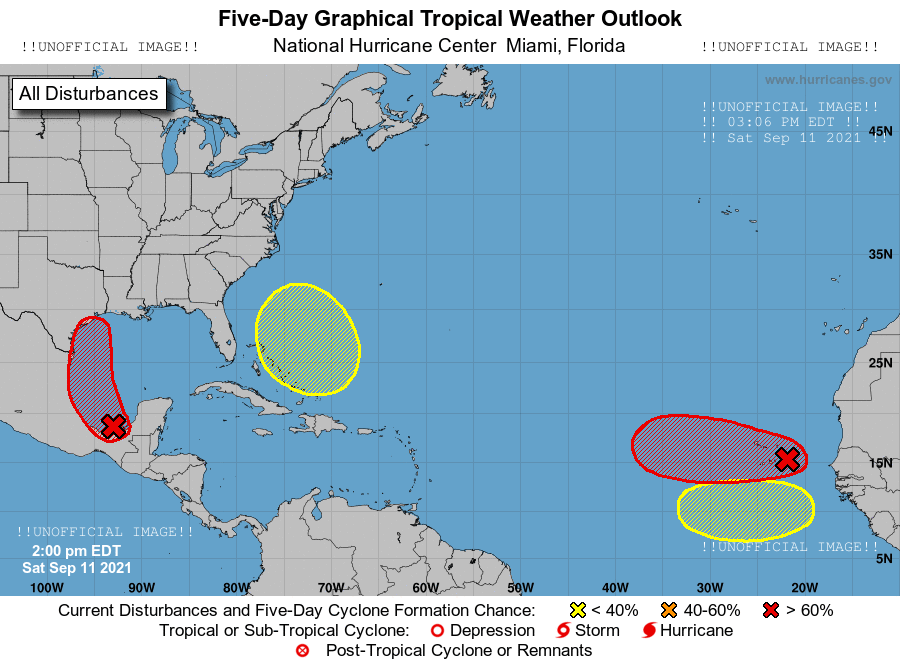 Five-Day Graphical Tropical Weather Outlook
!!UNOFFICIAL IMAGE!! National Hurricane Center Miami, Florida !!UNOFFICIAL IMAGE!!
All Disturbances
www.hurricanes.gov
!!UNOFFICIAL IMAGE!!
!! 03:06 PM EDT !!
!! Sat Sep 11 2021 !!
45N
35N
25N
15N
!!UNOFFICIAL IMAGE!!
2:00 pm EDT
Sat Sep 11 2021
!!UNOFFICIAL IMAGE!!
5N
100W 90W 80W 70W 60W 50W 40W 30W 20W
Current Disturbances and Five-Day Cyclone Formation Chance: < 40% 40-60% > 60%
Tropical or Sub-Tropical Cyclone: Depression Storm Hurricane
Post-Tropical Cyclone or Remnants